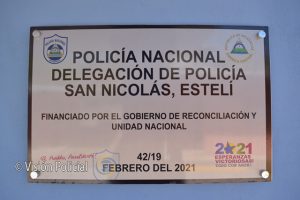 POLICÍA NACIONAL
DELEGACIÓN DE POLICÍA
SAN NICOLÁS, ESTELÍ
FINANCIADO POR EL GOBIERNO DE RECONCILIACIÓN Y
UNIDAD NACIONAL
42/19
FEBRERO DEL 2021
2021
ESPERANZAS
VICTORIOSAS!
© Visión Policial